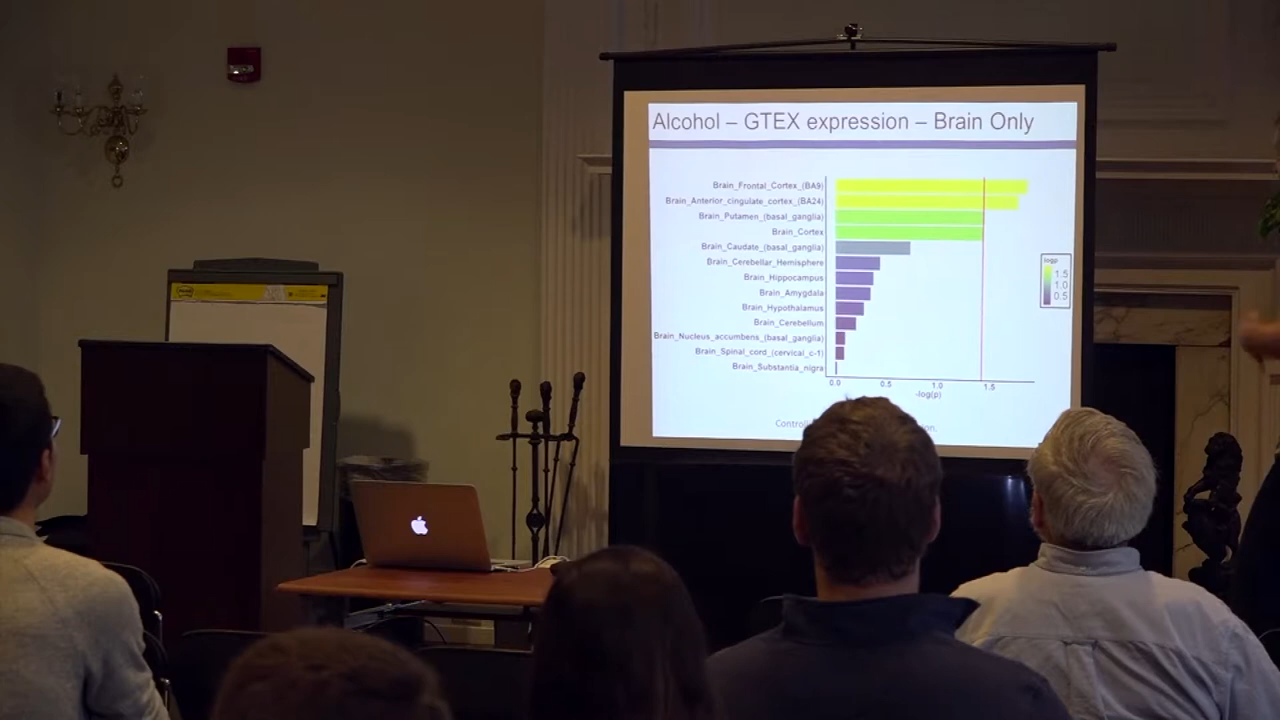 Alcohol – GTEX expression – Brain Only
Brain_Frontal_Cortex_(BA9)
Brain_Anterior_cingulate_cortex_(BA24)
Brain_Putamen_(basal_ganglia)
Brain_Cortex
Brain_Caudate_(basal_ganglia)
Brain_Cerebellar_Hemisphere
Brain_Hippocampus
Brain_Amygdala
Brain_Hypothalamus
Brain_Cerebellum
Brain_Nucleus_accumbens_(basal_ganglia)
Brain_Spinal_cord_(cervical_c-1)
Brain_Substantia_nigra
0.0 0.5 1.0 1.5
-log(p)
logp
1.5
1.0
0.5